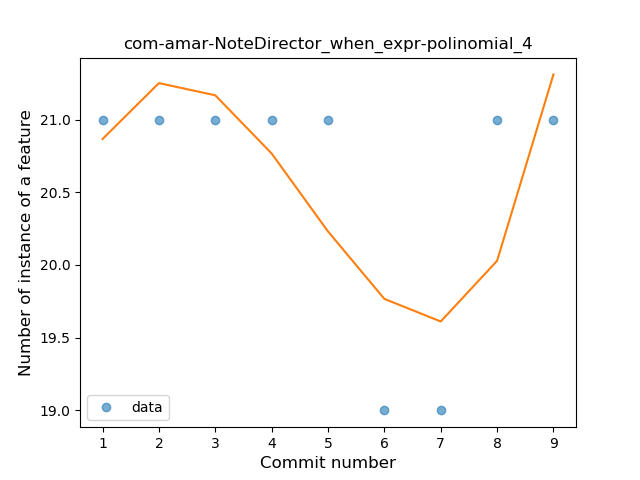 com-amar-NoteDirector_when_expr-polinomial_4
Number of instance of a feature
21.0
20.5
20.0
19.5
19.0
data
1 2 3 4 5 6 7 8 9
Commit number